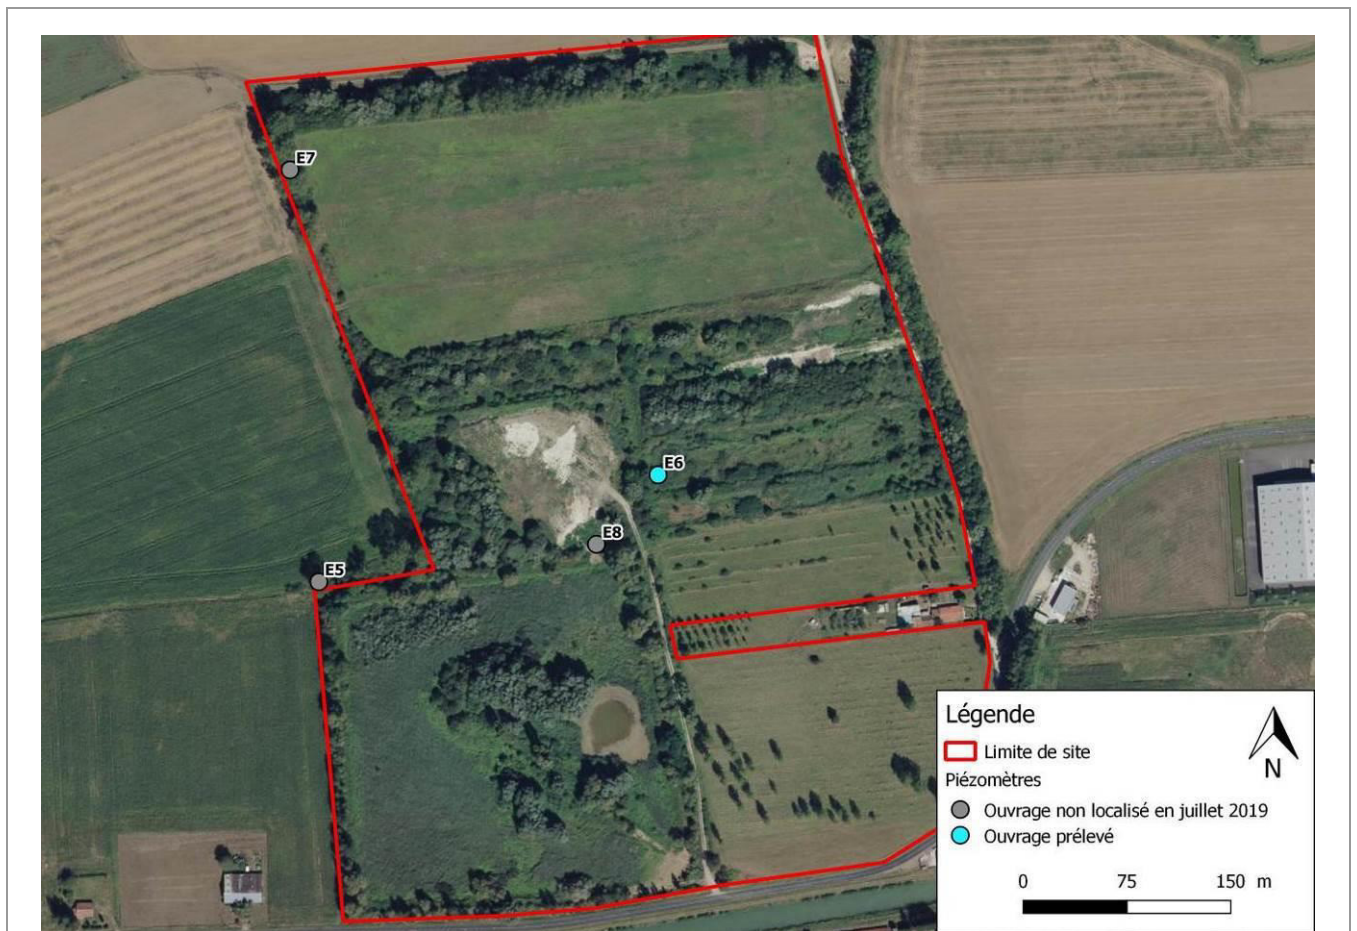 E7
E6
E8
E5
Légende
Limite de site
Piézomètres
Ouvrage non localisé en juillet 2019
Ouvrage prélevé
N
0 75 150 m